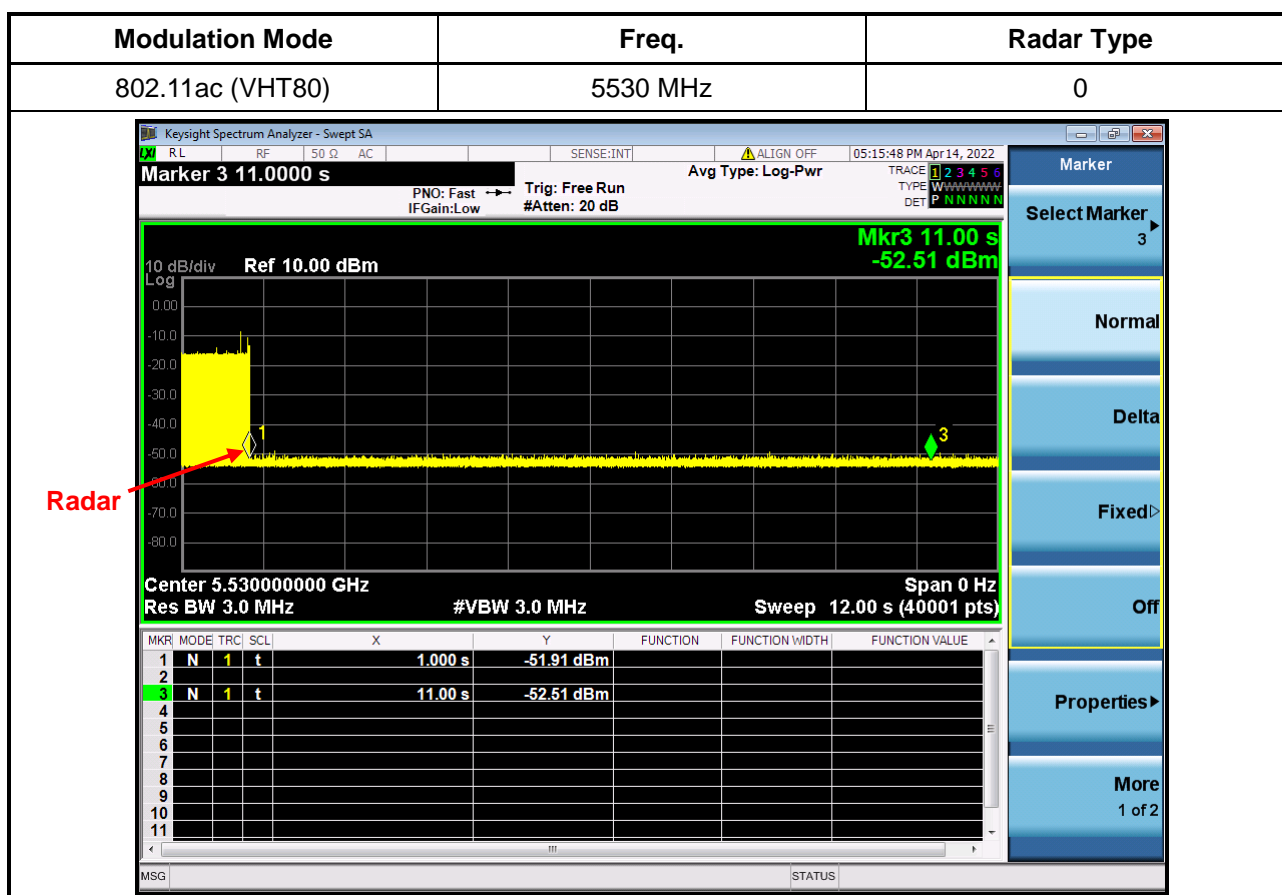 Modulation Mode Freq. Radar Type
802.11ac (VHT80) 5530 MHz 0
Keysight Spectrum Analyzer - Swept SA
LXI RL RF 50 Ω AC SENSE:INT ALIGN OFF 05:15:48 PM Apr 14, 2022
Marker 3 11.0000 s Avg Type: Log-Pwr TRACE 1 2 3 4 5 6
PNO: Fast Trig: Free Run TYPE WWWWWW
IFGain:Low #Atten: 20 dB DET P N N N N N
Marker
Select Marker
3
Normal
Delta
Fixed
Off
Properties
More
1 of 2
Mkr3 11.00 s
10 dB/div Ref 10.00 dBm -52.51 dBm
Log
0.00
-10.0
-20.0
-30.0
-40.0
1
3
-50.0
-60.0
-70.0
-80.0
Radar
Center 5.530000000 GHz Span 0 Hz
Res BW 3.0 MHz #VBW 3.0 MHz Sweep 12.00 s (40001 pts)
MKR MODE TRC SCL X Y FUNCTION FUNCTION WIDTH FUNCTION VALUE
1 N 1 t 1.000 s -51.91 dBm
2
3 N 1 t 11.00 s -52.51 dBm
4
5
6
7
8
9
10
11
MSG STATUS